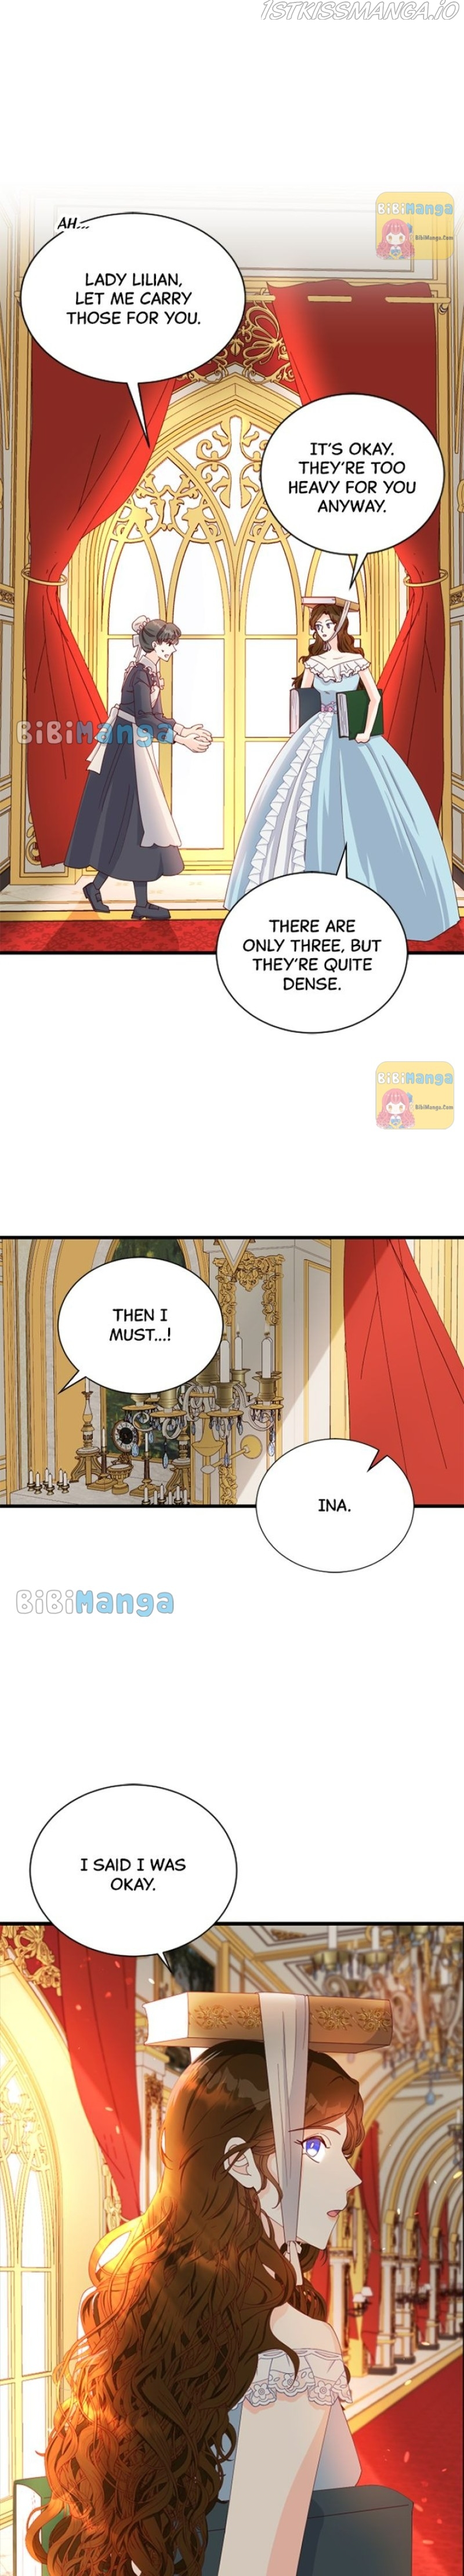 1STKISSMANGA.iO
BiBiManga
BibiManga.Com
AH...
LADY LILIAN,
LET ME CARRY
THOSE FOR YOU.
IT'S OKAY.
THEY'RE TOO
HEAVY FOR YOU
ANYWAY.
BiBiManga
THERE ARE
ONLY THREE, BUT
THEY'RE QUITE
DENSE.
BiBiManga
BibiManga.Com
THEN I
MUST...!
INA.
BiBiManga
I SAID I WAS
OKAY.